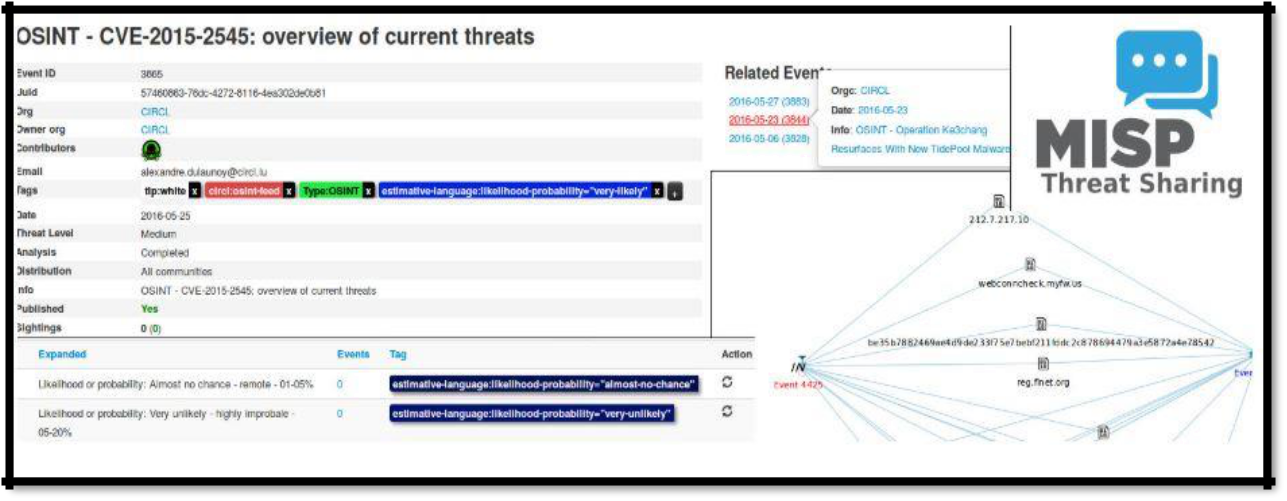 OSINT - CVE-2015-2545: overview of current threats
Event ID 3865
Uuid 57460863-76dc-4272-8116-4ea302de0b81
Org CIRCL
Owner org CIRCL
Contributors
Email alexandre.dulaunoy@circl.lu
Tags tlp:white x circl:osint-feed x Type:OSINT x estimative-language:likelihood-probability="very-likely" x +
Date 2016-05-25
Threat Level Medium
Analysis Completed
Distribution All communities
Info OSINT - CVE-2015-2545: overview of current threats
Published Yes
Sightings 0 (0)
Related Events
2016-05-27 (3883)
2016-05-23 (3844)
2016-05-06 (3828)
Orgc: CIRCL
Date: 2016-05-23
Info: OSINT - Operation Ke3chang
Resurfaces With New TidePool Malware
MISP
Threat Sharing
Expanded Events Tag Action
Likelihood or probability: Almost no chance - remote - 01-05% 0 estimative-language:likelihood-probability="almost-no-chance"
Likelihood or probability: Very unlikely - highly improbale - 0 estimative-language:likelihood-probability="very-unlikely"
05-20%
212.7.217.10
webconncheck.myfw.us
reg.flnet.org
Event 4425